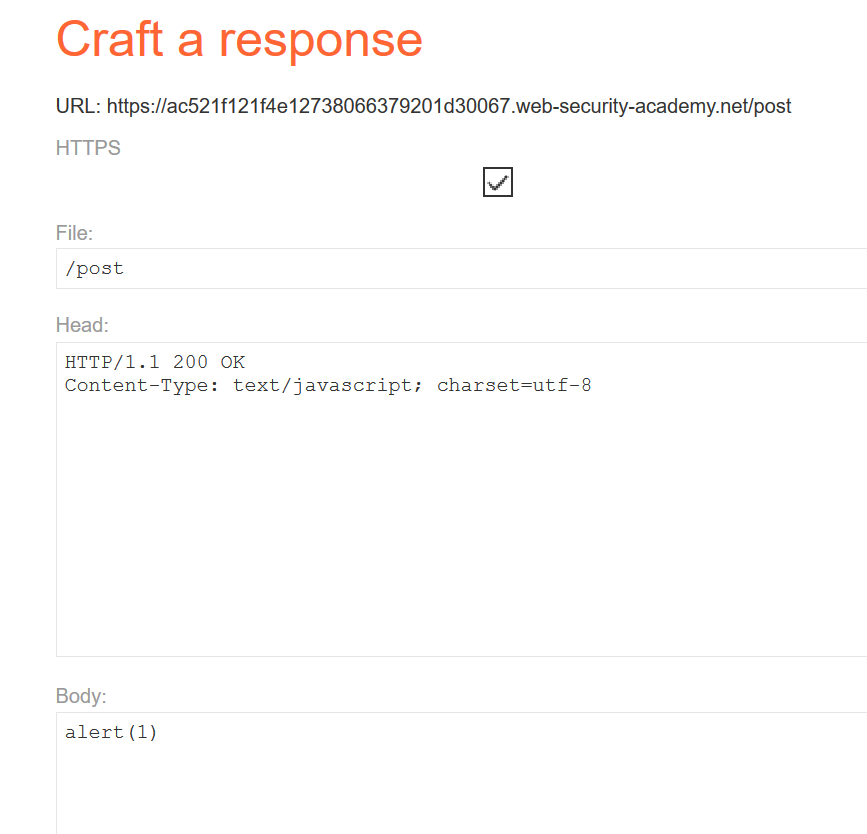 Craft a response
URL: https://ac521f121f4e12738066379201d30067.web-security-academy.net/post
HTTPS
File:
/post
Head:
HTTP/1.1 200 OK
Content-Type: text/javascript; charset=utf-8
Body:
alert(1)